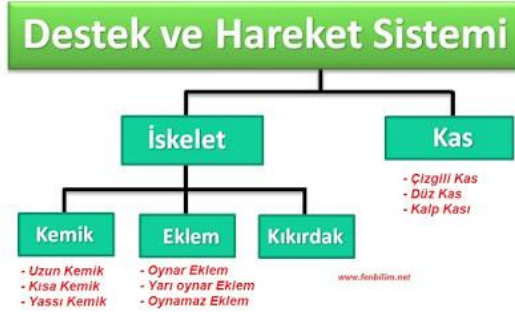 Destek ve Hareket Sistemi
İskelet
Kas
- Çizgili Kas
- Düz Kas
- Kalp Kası
Kemik
Eklem
Kıkırdak
- Uzun Kemik
- Kısa Kemik
- Yassı Kemik
- Oynar Eklem
- Yarı oynar Eklem
- Oynamaz Eklem
www.fenbilim.net